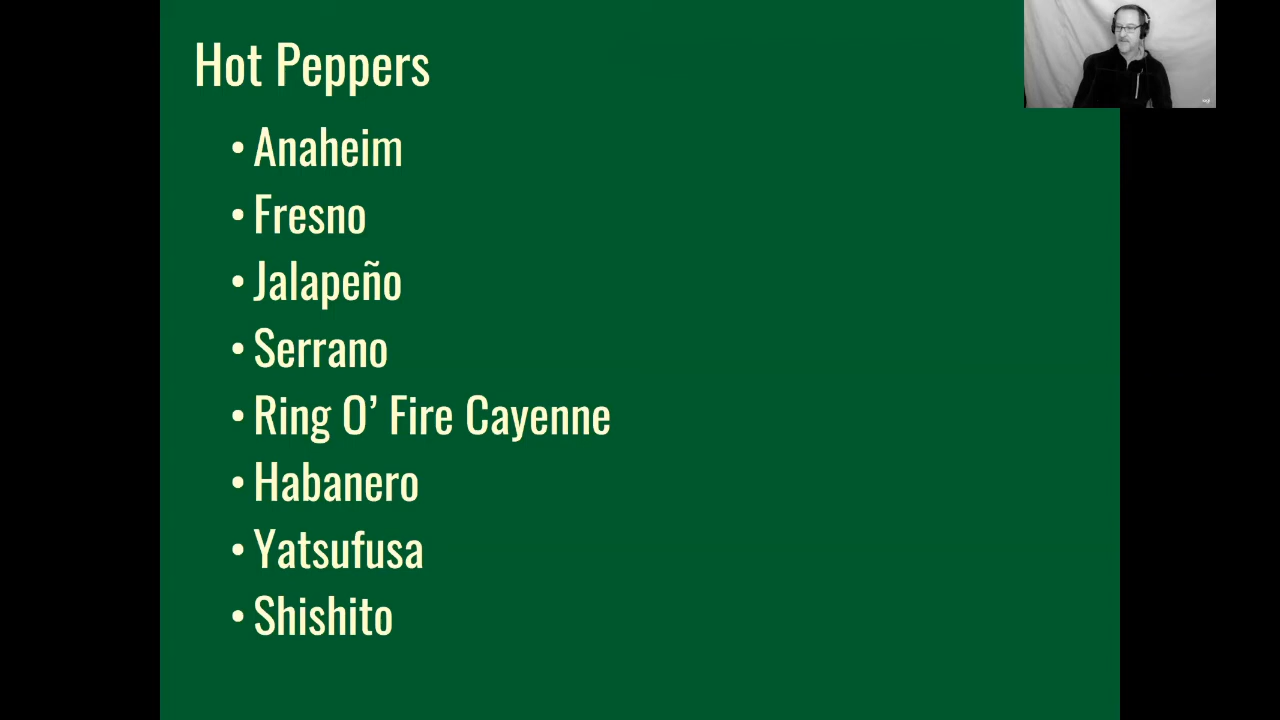 Hot Peppers
• Anaheim
• Fresno
• Jalapeño
• Serrano
• Ring O’ Fire Cayenne
• Habanero
• Yatsufusa
• Shishito